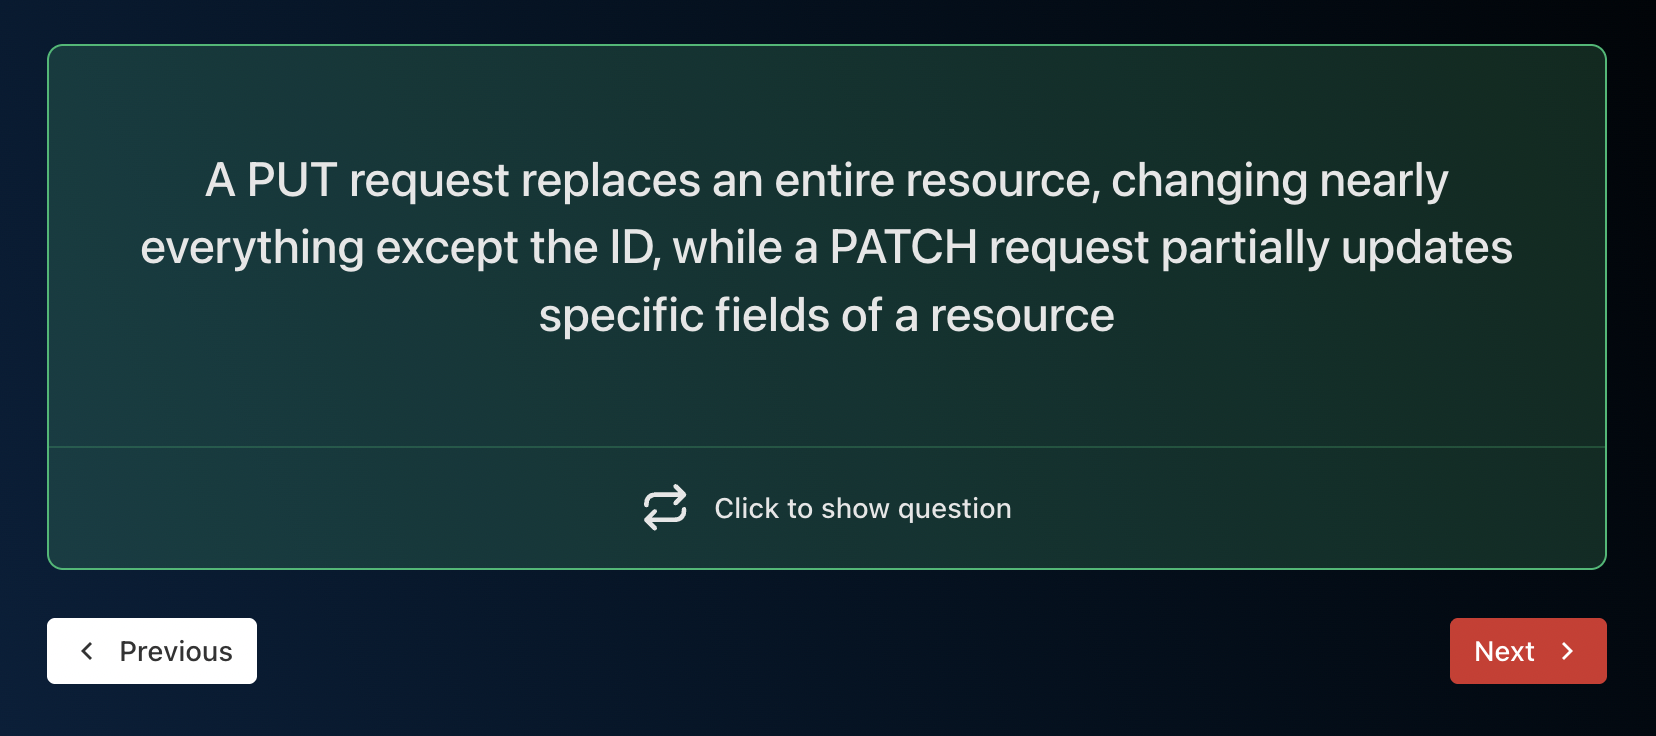 A PUT request replaces an entire resource, changing nearly
everything except the ID, while a PATCH request partially updates
specific fields of a resource
Click to show question
Previous
Next